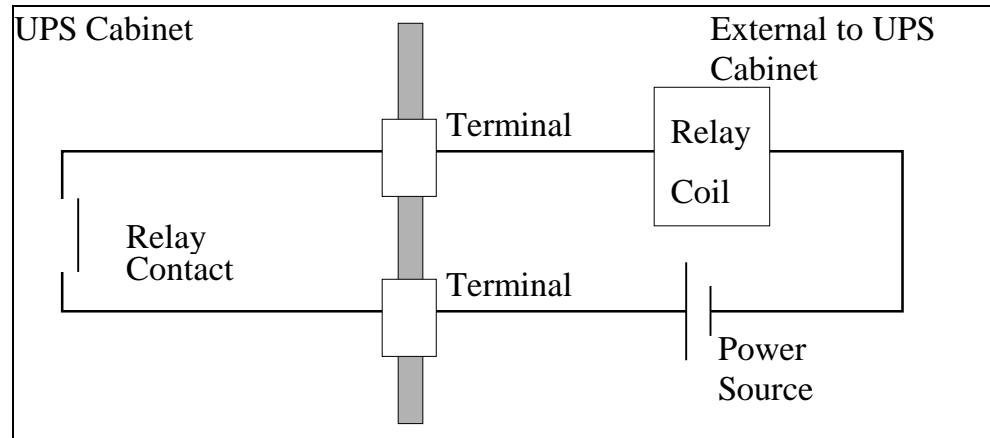 UPS Cabinet
External to UPS
Cabinet
Terminal
Relay
Coil
Relay
Contact
Terminal
Power
Source